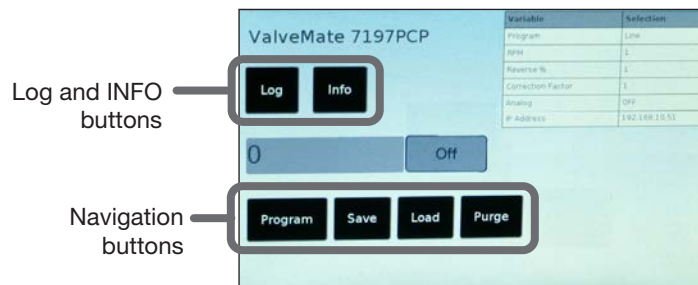 ValveMate 7197PCP
Variable Selection
Program Line
RPM 1
Reverse % 1
Correction Factor 1
Analog OFF
IP Address 192.168.10.51
Log and INFO
buttons
Log Info
0 Off
Navigation
buttons
Program Save Load Purge